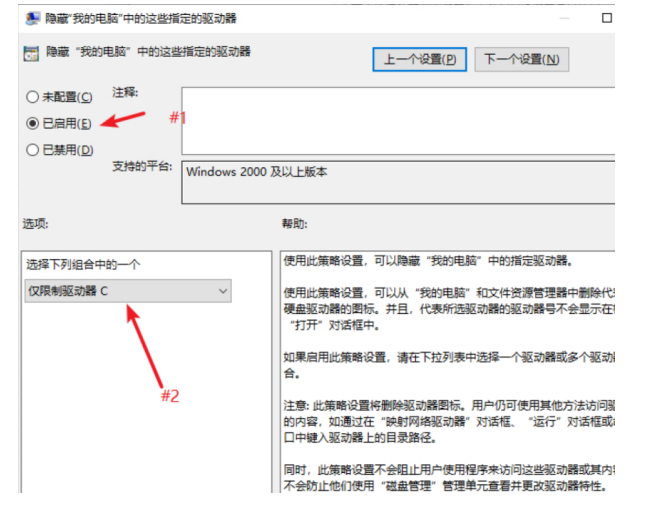 隐藏"我的电脑"中的这些指定的驱动器
隐藏 “我的电脑” 中的这些指定的驱动器
上一个设置(P)
下一个设置(N)
未配置(C)
注释:
已启用(E)
#1
已禁用(D)
支持的平台:
Windows 2000 及以上版本
选项:
帮助:
选择下列组合中的一个
仅限制驱动器 C
#2
使用此策略设置，可以隐藏 “我的电脑” 中的指定驱动器。
使用此策略设置，可以从 “我的电脑” 和文件资源管理器中删除代
硬盘驱动器的图标。并且，代表所选驱动器的驱动器号不会显示在
“打开” 对话框中。
如果启用此策略设置，请在下拉列表中选择一个驱动器或多个驱动
合。
注意: 此策略设置将删除驱动器图标。用户仍可使用其他方法访问
的内容，如通过在 “映射网络驱动器” 对话框、 “运行” 对话框或
口中键入驱动器上的目录路径。
同时，此策略设置不会阻止用户使用程序来访问这些驱动器或其内
不会防止他们使用 “磁盘管理” 管理单元查看并更改驱动器特性。